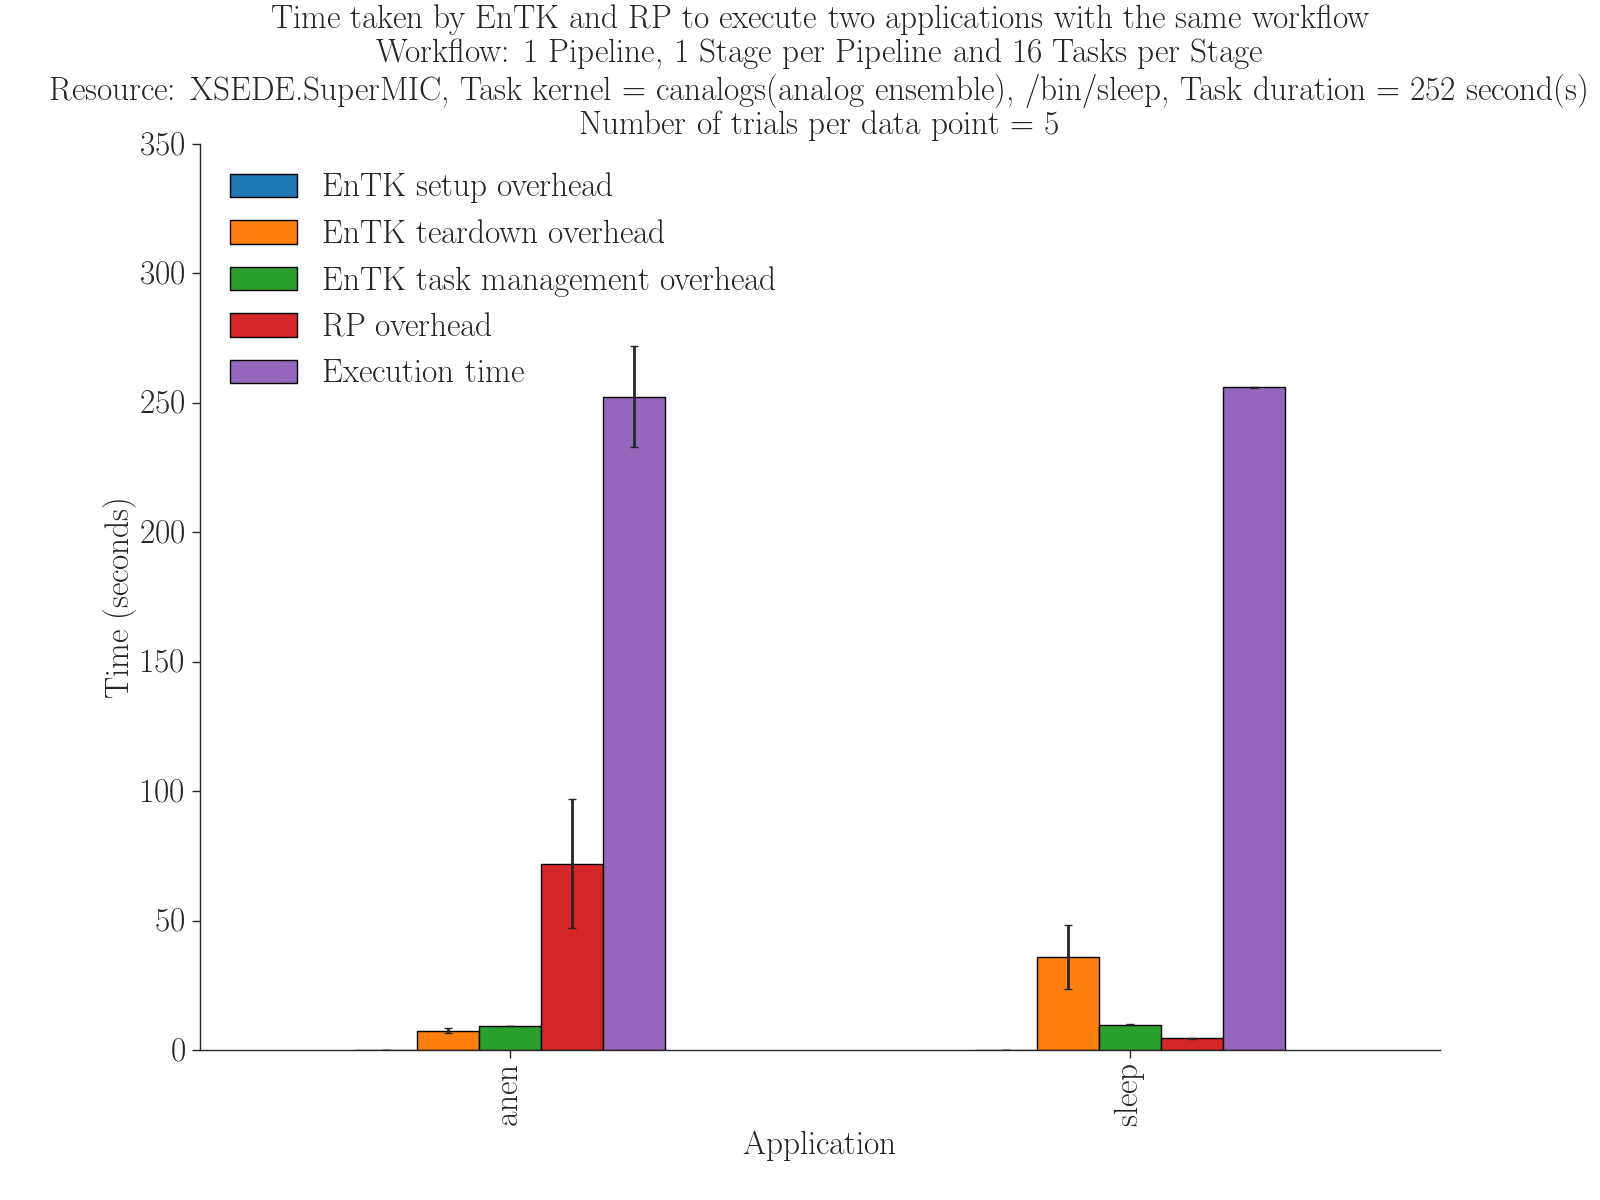 Time taken by EnTK and RP to execute two applications with the same workflow
Workflow: 1 Pipeline, 1 Stage per Pipeline and 16 Tasks per Stage
Resource: XSEDE.SuperMIC, Task kernel = canalogs(analog ensemble), /bin/sleep, Task duration = 252 second(s)
Number of trials per data point = 5
EnTK setup overhead
EnTK teardown overhead
EnTK task management overhead
RP overhead
Execution time
350
300
250
200
150
100
50
0
Time (seconds)
anen
sleep
Application